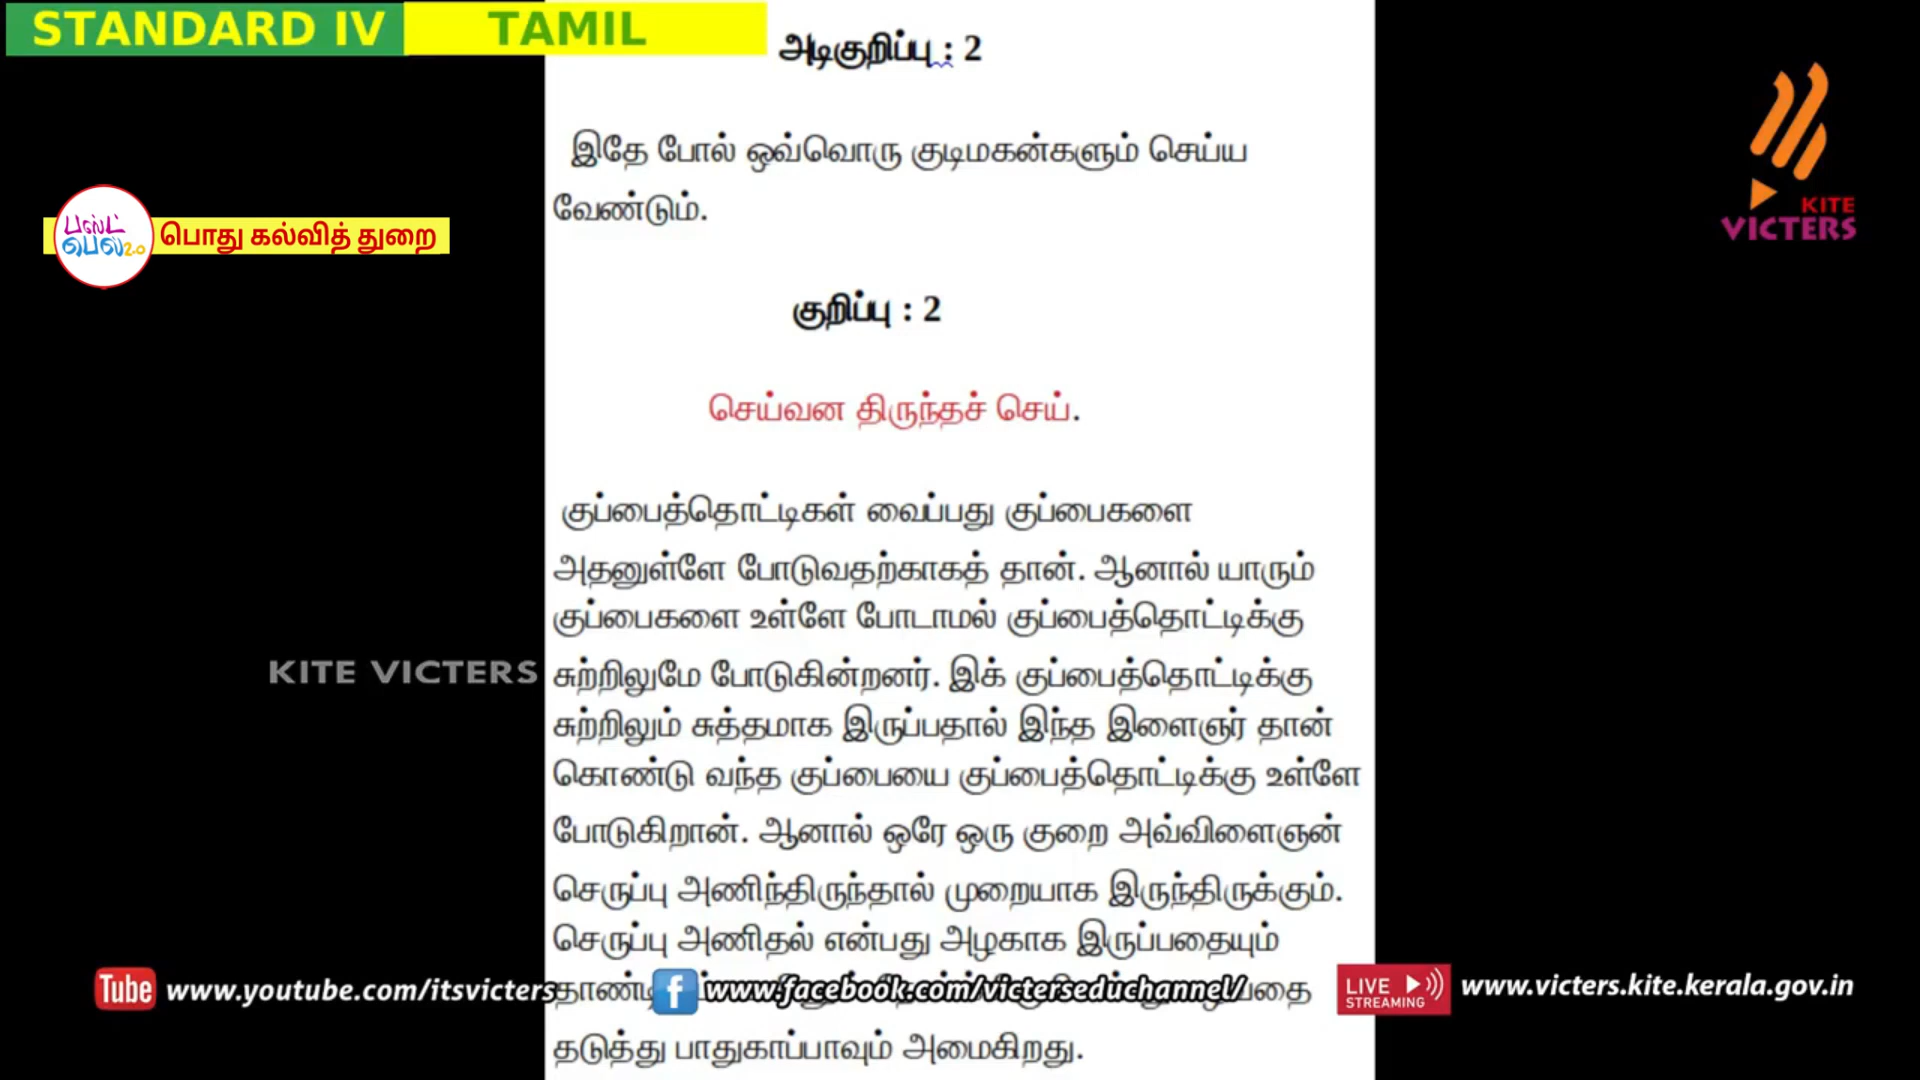 STANDARD IV TAMIL
அடிகுறிப்பு : 2
இதே போல் ஒவ்வொரு குடிமகன்களும் செய்ய
வேண்டும்.
பஸ்ட் பெல் 2.0
பொது கல்வித் துறை
KITE
VICTERS
குறிப்பு : 2
செய்வன திருந்தச் செய்.
குப்பைத்தொட்டிகள் வைப்பது குப்பைகளை
அதனுள்ளே போடுவதற்காகத் தான். ஆனால் யாரும்
குப்பைகளை உள்ளே போடாமல் குப்பைத்தொட்டிக்கு
KITE VICTERS
சுற்றிலுமே போடுகின்றனர். இக் குப்பைத்தொட்டிக்கு
சுற்றிலும் சுத்தமாக இருப்பதால் இந்த இளைஞர் தான்
கொண்டு வந்த குப்பையை குப்பைத்தொட்டிக்கு உள்ளே
போடுகிறான். ஆனால் ஒரே ஒரு குறை அவ்விளைஞன்
செருப்பு அணிந்திருந்தால் முறையாக இருந்திருக்கும்.
செருப்பு அணிதல் என்பது அழகாக இருப்பதையும்
Tube www.youtube.com/itsvicters
f www.facebook.com/victerseduchannel/
LIVE STREAMING www.victers.kite.kerala.gov.in
தடுத்து பாதுகாப்பாவும் அமைகிறது.